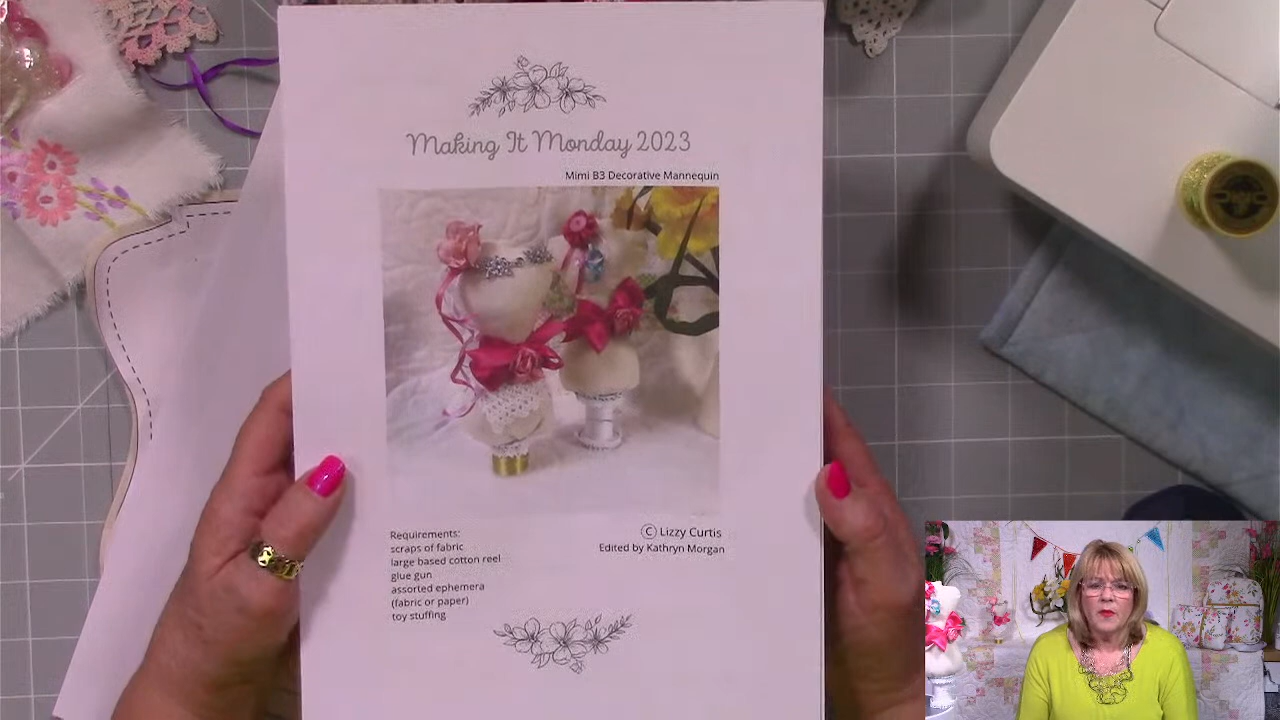 Making It Monday 2023
Mimi B3 Decorative Mannequin
Requirements:
scraps of fabric
large based cotton reel
glue gun
assorted ephemera
(fabric or paper)
toy stuffing
© Lizzy Curtis
Edited by Kathryn Morgan